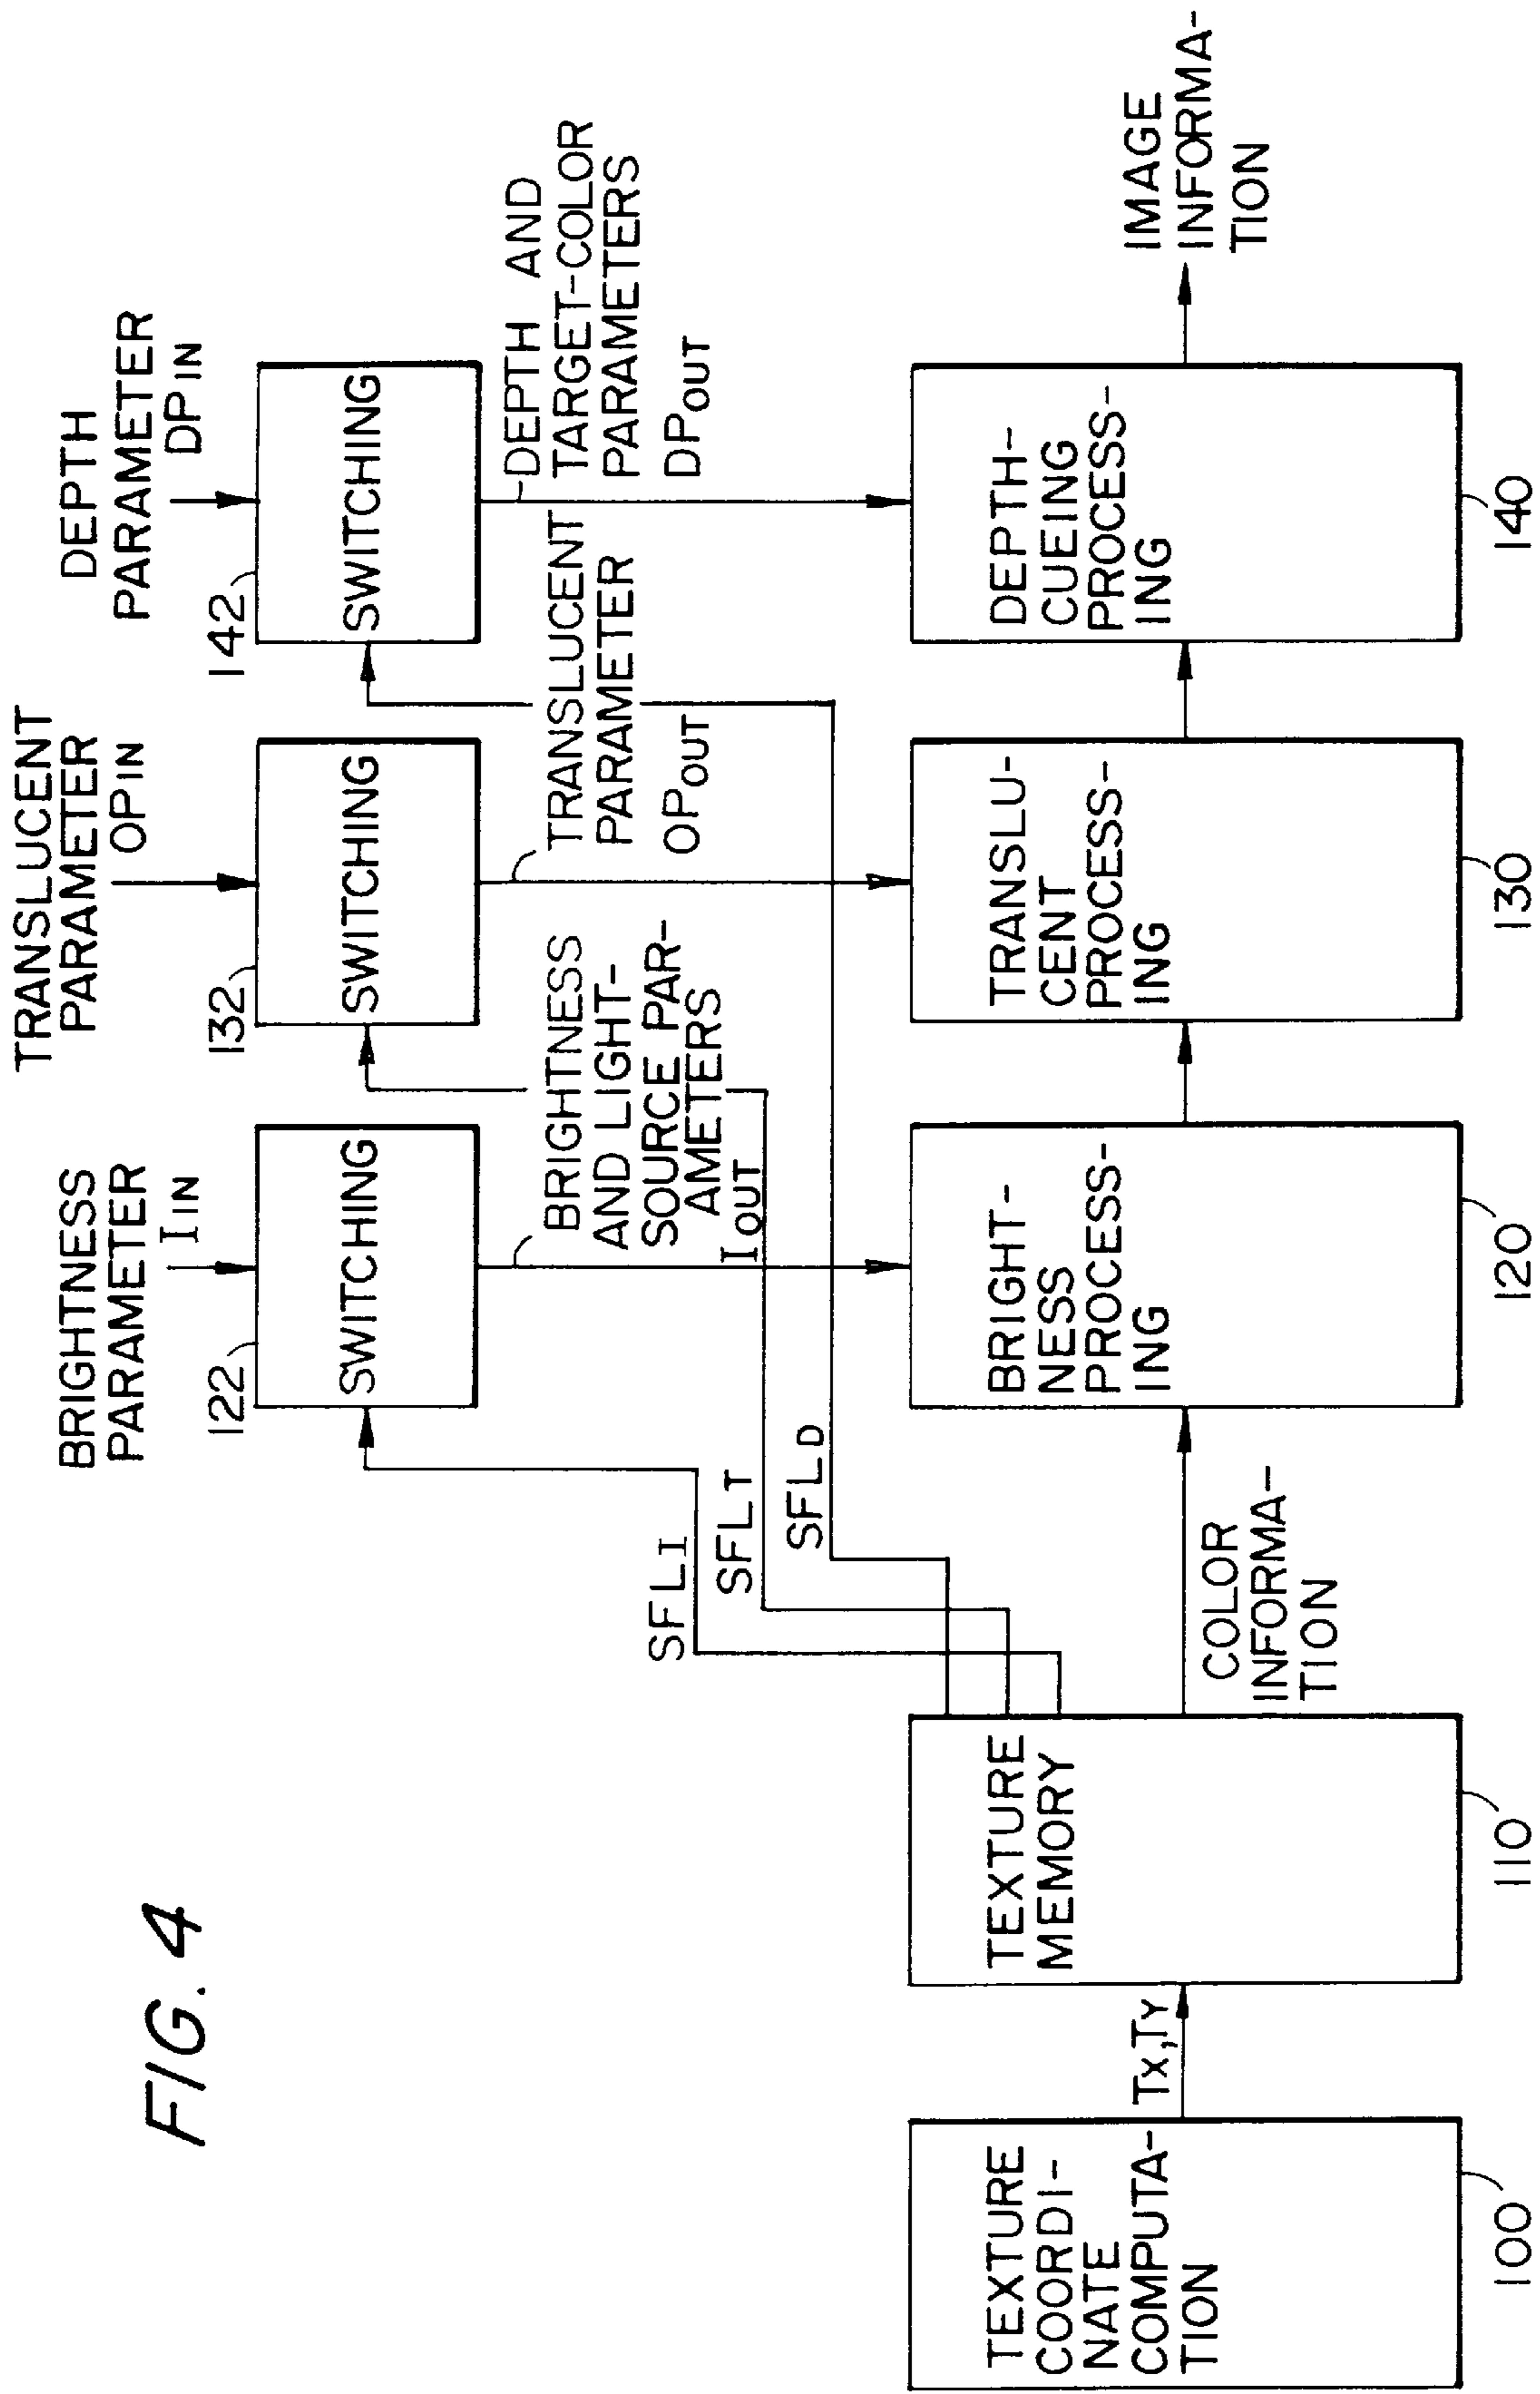 FIG. 4
BRIGHTNESS
PARAMETER
IIN
122
SWITCHING
TRANSLUCENT
PARAMETER
OPIN
132
SWITCHING
DEPTH
PARAMETER
DPIN
142
SWITCHING
BRIGHTNESS
AND LIGHT-
SOURCE PAR-
AMETERS
IOUT
TRANSLUCENT
PARAMETER
OPOUT
DEPTH AND
TARGET-COLOR
PARAMETERS
DPOUT
SFLI
SFLT
SFLD
TEXTURE
COORDI-
NATE
COMPUTA-
TION
100
TX,TY
TEXTURE
MEMORY
110
COLOR
INFORMA-
TION
BRIGHT-
NESS
PROCESS-
ING
120
TRANSLU-
CENT
PROCESS-
ING
130
DEPTH-
CUEING
PROCESS-
ING
140
IMAGE
INFORMA-
TION